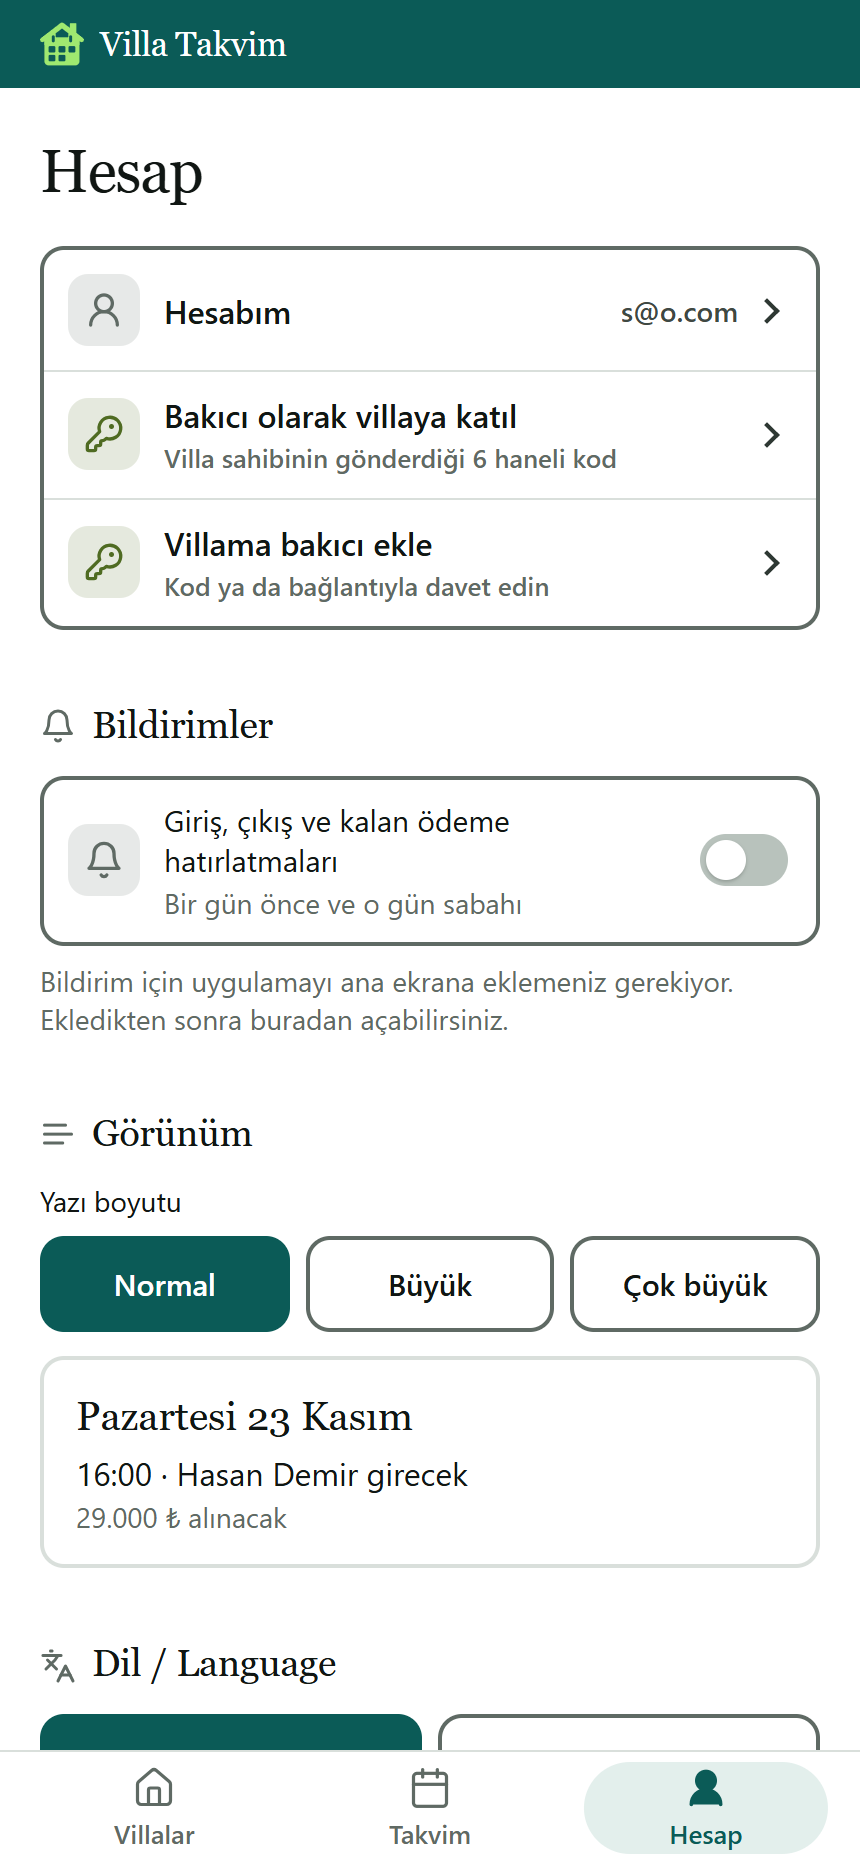 Villa Takvim
Hesap
Hesabım
s@o.com
Bakıcı olarak villaya katıl
Villa sahibinin gönderdiği 6 haneli kod
Villama bakıcı ekle
Kod ya da bağlantıyla davet edin
Bildirimler
Giriş, çıkış ve kalan ödeme
hatırlatmaları
Bir gün önce ve o gün sabahı
Bildirim için uygulamayı ana ekrana eklemeniz gerekiyor.
Ekledikten sonra buradan açabilirsiniz.
Görünüm
Yazı boyutu
Normal
Büyük
Çok büyük
Pazartesi 23 Kasım
16:00 · Hasan Demir girecek
29.000 ₺ alınacak
Dil / Language
Villalar
Takvim
Hesap